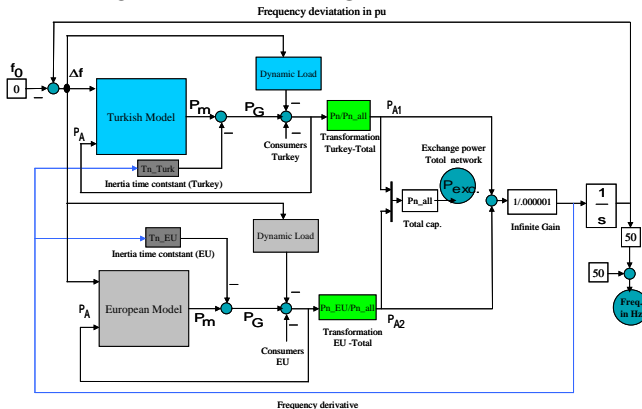 Frequency deviatation in pu
f0
0
Δf
Turkish Model
Dynamic Load
Pm
PG
PA
Tn_Turk
Inertia time contstant (Turkey)
Consumers
Turkey
Pn/Pn_all
Transformation
Turkey-Total
PA1
Exchange power
Totol network
Pexc.
Pn_all
Total cap.
1/.000001
Infinite Gain
1
s
50
50
Freq.
in Hz
Tn_EU
Inertia time contstant (EU)
Dynamic Load
PA
European Model
Pm
PG
Consumers
EU
Pn_EU/Pn_all
Transformation
EU -Total
PA2
Frequency derivative